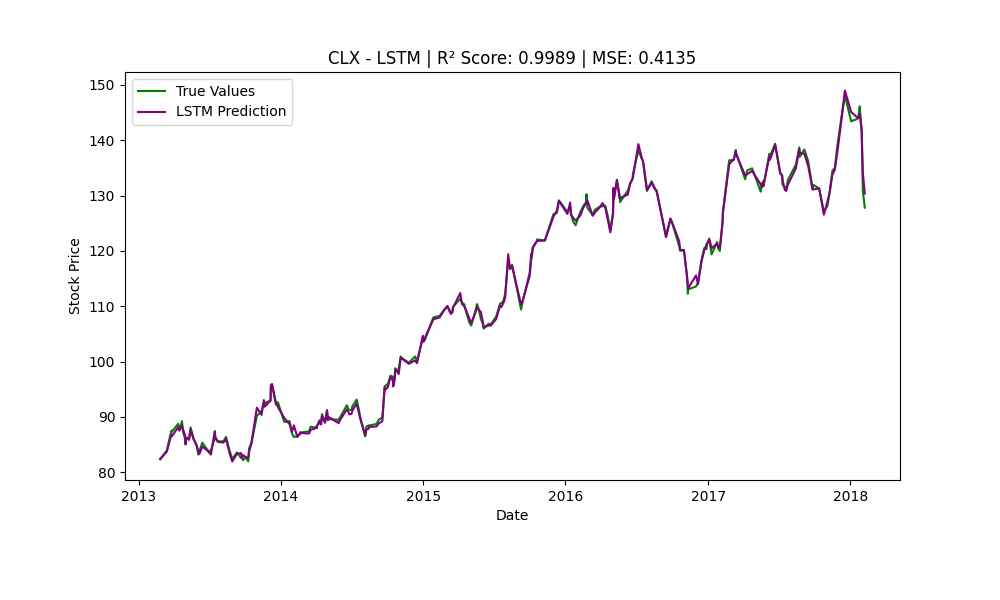 CLX - LSTM | R² Score: 0.9989 | MSE: 0.4135
True Values
LSTM Prediction
Stock Price
150
140
130
120
110
100
90
80
2013
2014
2015
2016
2017
2018
Date